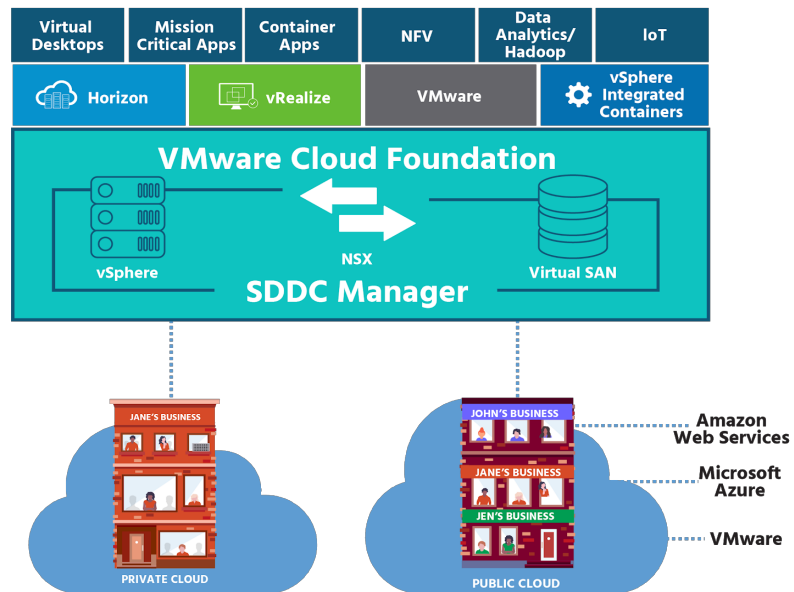 Virtual
Desktops
Mission
Critical Apps
Container
Apps
NFV
Data
Analytics/
Hadoop
IoT
Horizon
vRealize
VMware
vSphere
Integrated
Containers
VMware Cloud Foundation
vSphere
NSX
Virtual SAN
SDDC Manager
JANE'S BUSINESS
PRIVATE CLOUD
JOHN'S BUSINESS
JANE'S BUSINESS
JEN'S BUSINESS
PUBLIC CLOUD
Amazon
Web Services
Microsoft
Azure
VMware